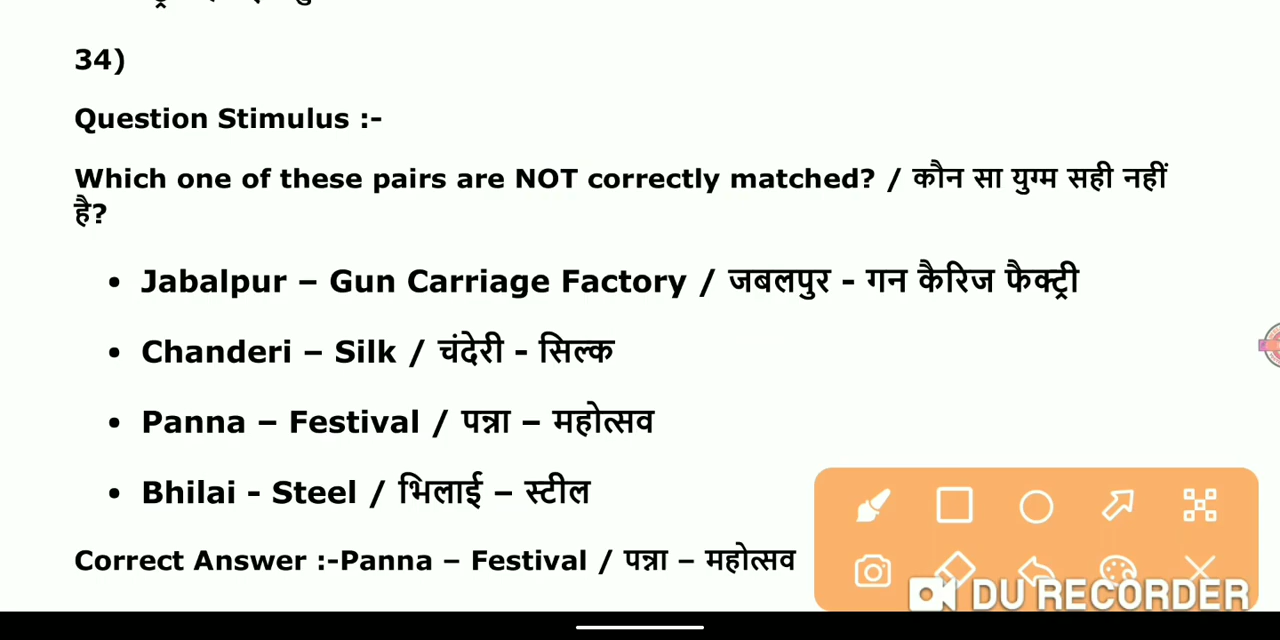 34)
Question Stimulus :-
Which one of these pairs are NOT correctly matched? / कौन सा युग्म सही नहीं
है?
• Jabalpur – Gun Carriage Factory / जबलपुर - गन कैरिज फैक्ट्री
• Chanderi – Silk / चंदेरी - सिल्क
• Panna – Festival / पन्ना – महोत्सव
• Bhilai - Steel / भिलाई – स्टील
Correct Answer :-Panna – Festival / पन्ना – महोत्सव
DU RECORDER